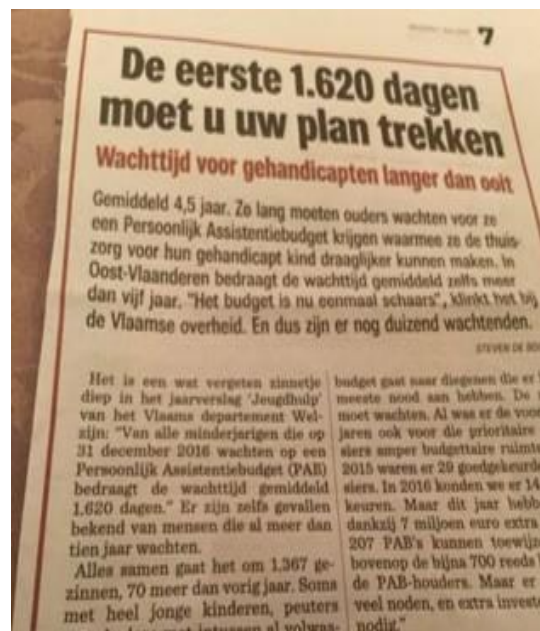 7
De eerste 1.620 dagen
moet u uw plan trekken
Wachttijd voor gehandicapten langer dan ooit
Gemiddeld 4,5 jaar. Zo lang moeten ouders wachten voor ze
een Persoonlijk Assistentiebudget krijgen waarmee ze de thuis-
zorg voor hun gehandicapt kind draaglijker kunnen maken. In
Oost-Vlaanderen bedraagt de wachttijd gemiddeld zelfs meer
dan vijf jaar. "Het budget is nu eenmaal schaars", klinkt het bij
de Vlaamse overheid. En dus zijn er nog duizend wachtenden.
STEVEN DE
Het is een wat vergeten zinnetje
diep in het jaarverslag 'Jeugdhulp'
van het Vlaams departement Wel-
zijn: "Van alle minderjarigen die op
31 december 2016 wachten op een
Persoonlijk Assistentiebudget (PAB)
bedraagt de wachttijd gemiddeld
1.620 dagen." Er zijn zelfs gevallen
bekend van mensen die al meer dan
tien jaar wachten.
Alles samen gaat het om 1.367 ge-
zinnen, 70 meer dan vorig jaar. Soms
met heel jonge kinderen, peuters
budget gaat naar diegenen die er
meeste nood aan hebben. De
moet wachten. Al was er de
jaren ook voor die prioritaire
siers amper budgettaire
2015 waren er 29
siers. In 2016 konden we er
keuren. Maar dit jaar
dankzij 7 miljoen euro extra
207 PAB's kunnen
bovenop de bijna 700 reeds
de PAB-houders. Maar er
veel noden, en extra
nodig."